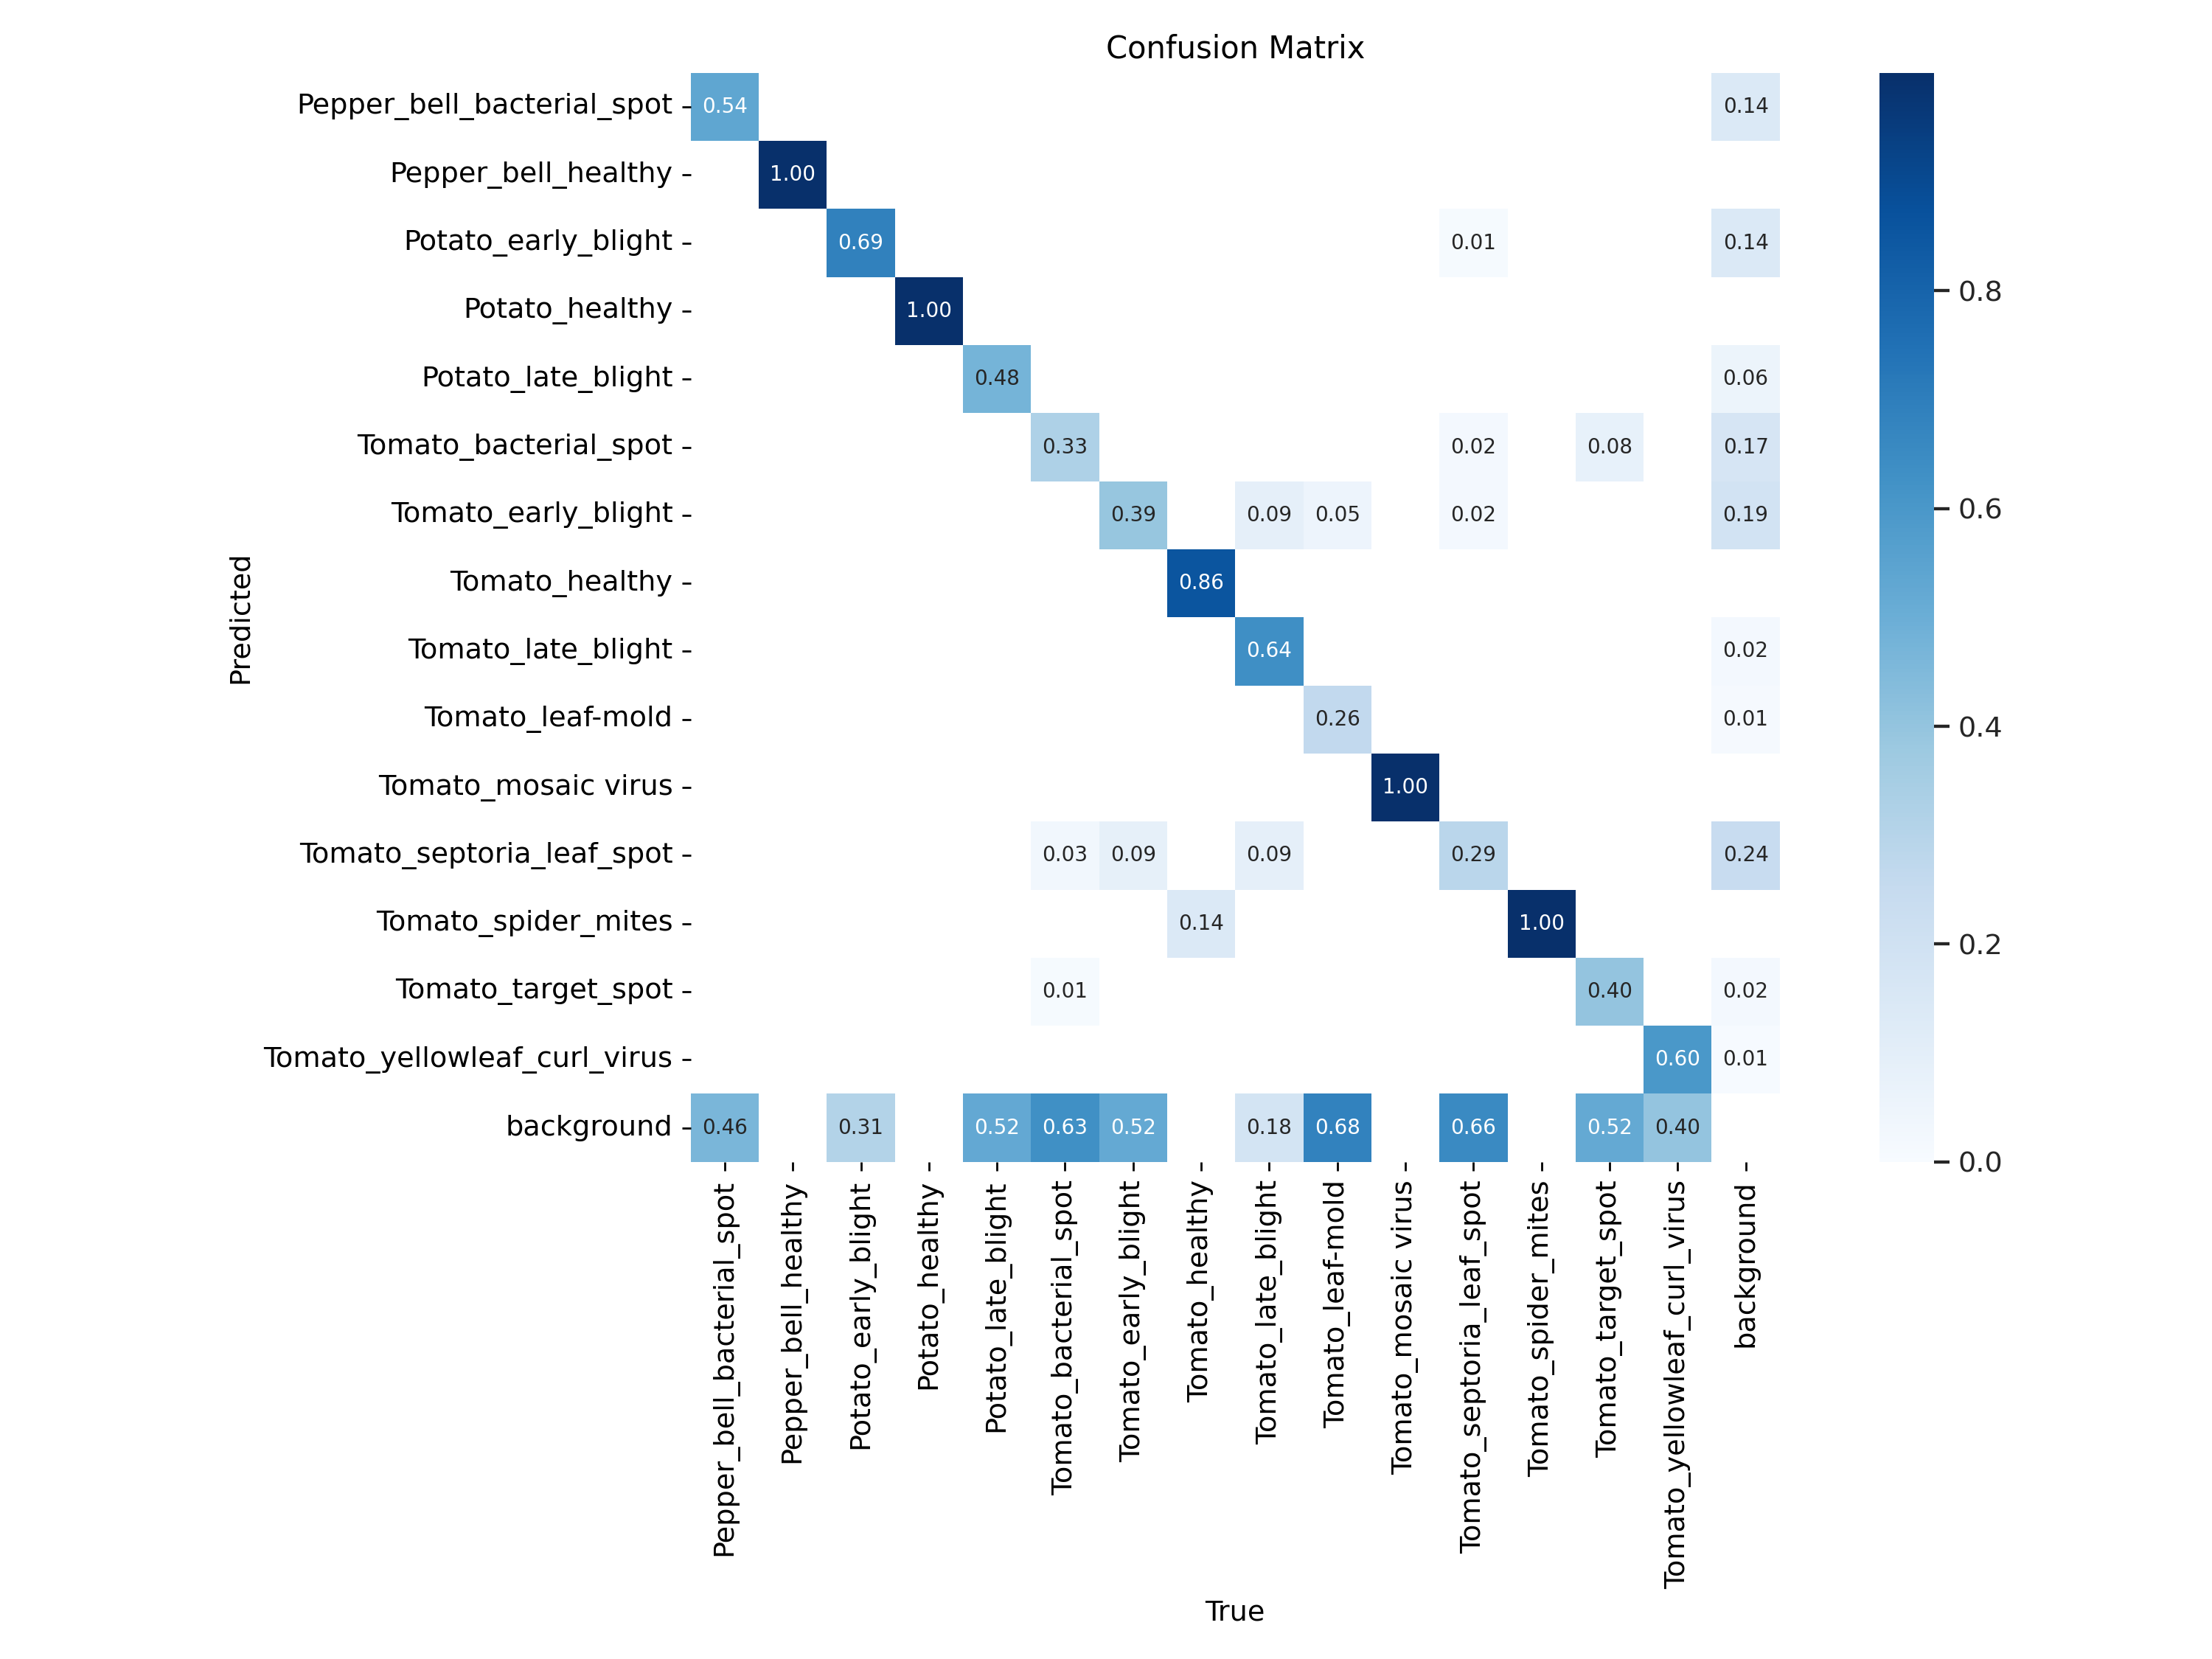 Confusion Matrix
Pepper_bell_bacterial_spot 0.54 0.14
Pepper_bell_healthy 1.00
Potato_early_blight 0.69 0.01 0.14
Potato_healthy 1.00
0.8
Potato_late_blight 0.48 0.06
Tomato_bacterial_spot 0.33 0.02 0.08 0.17
Tomato_early_blight 0.39 0.09 0.05 0.02 0.19
0.6
Tomato_healthy 0.86
Predicted
Tomato_late_blight 0.64 0.02
Tomato_leaf-mold 0.26 0.01
0.4
Tomato_mosaic virus 1.00
Tomato_septoria_leaf_spot 0.03 0.09 0.09 0.29 0.24
Tomato_spider_mites 0.14 1.00
0.2
Tomato_target_spot 0.01 0.40 0.02
Tomato_yellowleaf_curl_virus 0.60 0.01
background 0.46 0.31 0.52 0.63 0.52 0.18 0.68 0.66 0.52 0.40
0.0
Pepper_bell_bacterial_spot
Pepper_bell_healthy
Potato_early_blight
Potato_healthy
Potato_late_blight
Tomato_bacterial_spot
Tomato_early_blight
Tomato_healthy
Tomato_late_blight
Tomato_leaf-mold
Tomato_mosaic virus
Tomato_septoria_leaf_spot
Tomato_spider_mites
Tomato_target_spot
Tomato_yellowleaf_curl_virus
background
True